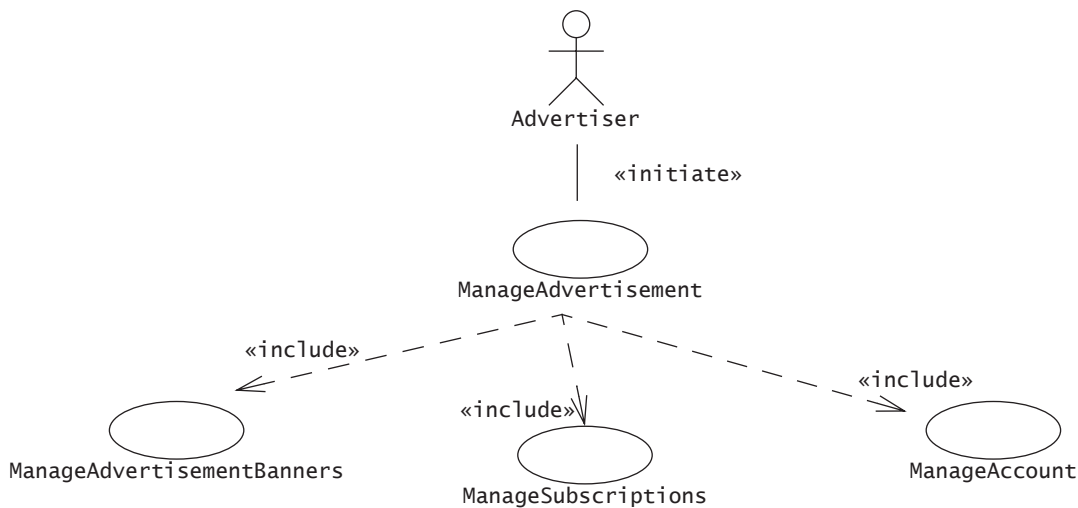 Advertiser
«initiate»
ManageAdvertisement
«include»
«include»
«include»
ManageAdvertisementBanners
ManageSubscriptions
ManageAccount